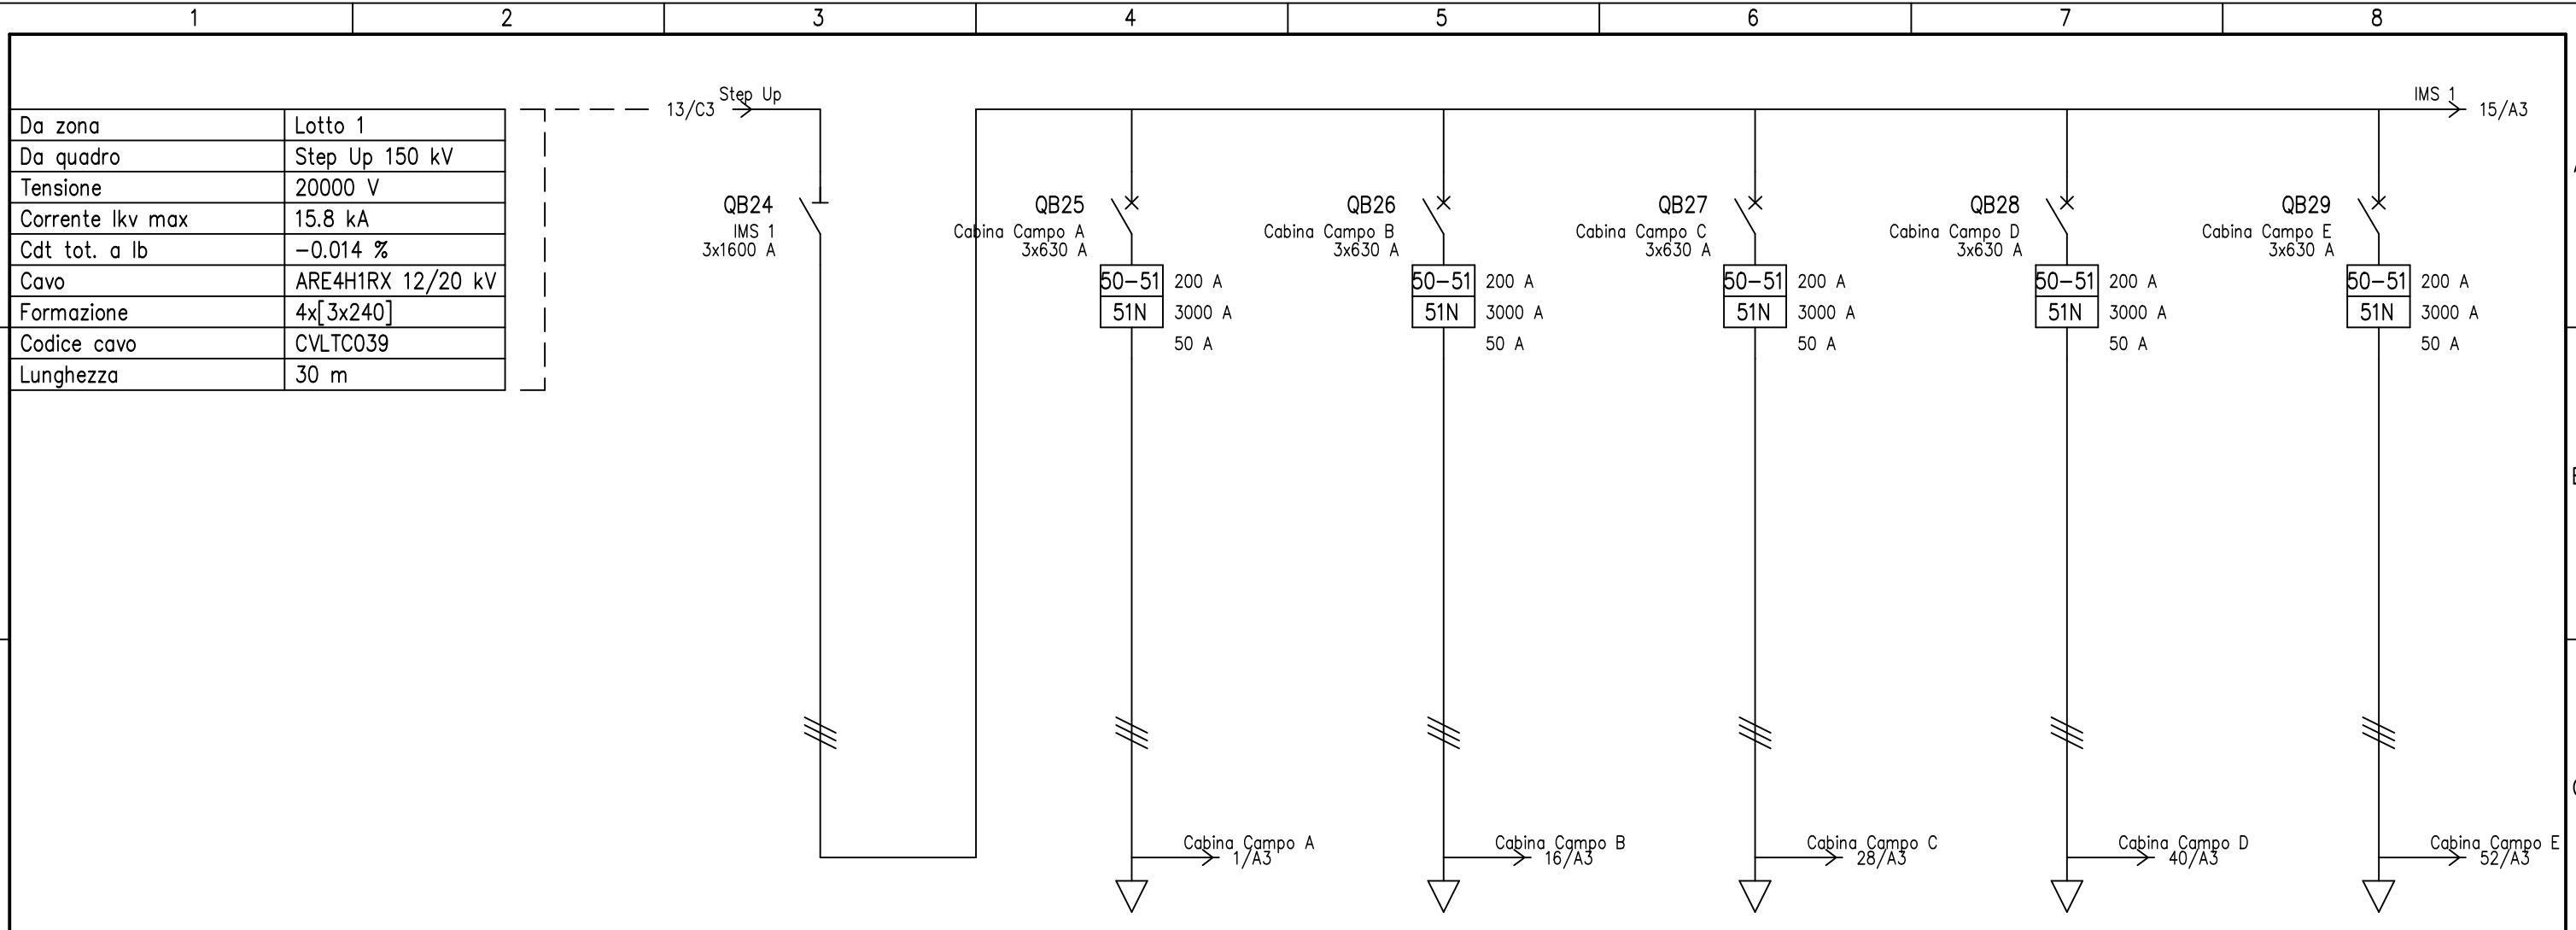 1 2 3 4 5 6 7 8
Da zona Lotto 1
Da quadro Step Up 150 kV
Tensione 20000 V
Corrente Ikv max 15.8 kA
Cdt tot. a Ib -0.014 %
Cavo ARE4H1RX 12/20 kV
Formazione 4x[3x240]
Codice cavo CVLTC039
Lunghezza 30 m
Step Up
13/C3
IMS 1
15/A3
QB24
IMS 1
3x1600 A
QB25
Cabina Campo A
3x630 A
50-51 200 A
51N 3000 A
50 A
QB26
Cabina Campo B
3x630 A
50-51 200 A
51N 3000 A
50 A
QB27
Cabina Campo C
3x630 A
50-51 200 A
51N 3000 A
50 A
QB28
Cabina Campo D
3x630 A
50-51 200 A
51N 3000 A
50 A
QB29
Cabina Campo E
3x630 A
50-51 200 A
51N 3000 A
50 A
Cabina Campo A
1/A3
Cabina Campo B
16/A3
Cabina Campo C
28/A3
Cabina Campo D
40/A3
Cabina Campo E
52/A3